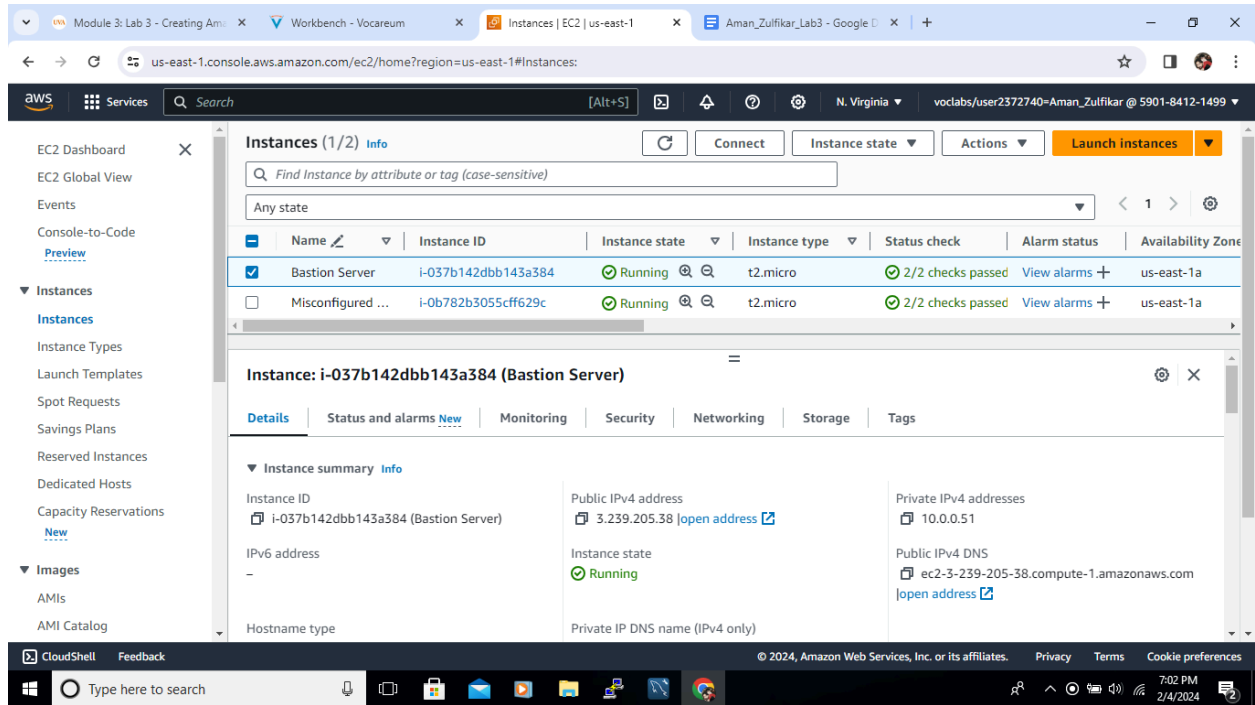 UVA Module 3: Lab 3 - Creating Ama
Workbench - Vocareum
Instances | EC2 | us-east-1
Aman_Zulfikar_Lab3 - Google D
us-east-1.console.aws.amazon.com/ec2/home?region=us-east-1#Instances:
aws Services Search [Alt+S] N. Virginia voclabs/user2372740=Aman_Zulfikar @ 5901-8412-1499
EC2 Dashboard
EC2 Global View
Events
Console-to-Code
Preview
Instances
Instances
Instance Types
Launch Templates
Spot Requests
Savings Plans
Reserved Instances
Dedicated Hosts
Capacity Reservations
New
Images
AMIs
AMI Catalog
Instances (1/2) Info Connect Instance state Actions Launch instances
Find Instance by attribute or tag (case-sensitive)
Any state 1
Name Instance ID Instance state Instance type Status check Alarm status Availability Zone
Bastion Server i-037b142dbb143a384 Running t2.micro 2/2 checks passed View alarms + us-east-1a
Misconfigured ... i-0b782b3055cff629c Running t2.micro 2/2 checks passed View alarms + us-east-1a
Instance: i-037b142dbb143a384 (Bastion Server)
Details Status and alarms New Monitoring Security Networking Storage Tags
Instance summary Info
Instance ID
i-037b142dbb143a384 (Bastion Server)
Public IPv4 address
3.239.205.38 |open address
Private IPv4 addresses
10.0.0.51
IPv6 address
–
Instance state
Running
Public IPv4 DNS
ec2-3-239-205-38.compute-1.amazonaws.com
|open address
Hostname type
Private IP DNS name (IPv4 only)
CloudShell Feedback © 2024, Amazon Web Services, Inc. or its affiliates. Privacy Terms Cookie preferences
Type here to search
7:02 PM
2/4/2024
2